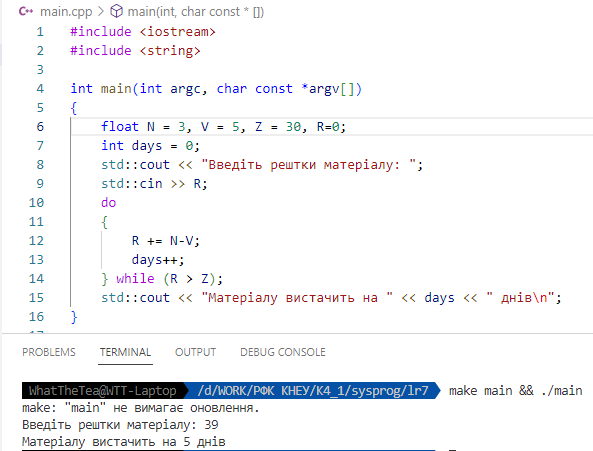 main.cpp > main(int, char const * [])
1 #include <iostream>
2 #include <string>
3
4 int main(int argc, char const *argv[])
5 {
6 float N = 3, V = 5, Z = 30, R=0;
7 int days = 0;
8 std::cout << "Введіть рештки матеріалу: ";
9 std::cin >> R;
10 do
11 {
12 R += N-V;
13 days++;
14 } while (R > Z);
15 std::cout << "Матеріалу вистачить на " << days << " днів\n";
16 }
17
PROBLEMS TERMINAL OUTPUT DEBUG CONSOLE
WhatTheTea@WTT-Laptop /d/WORK/РФК КНЕУ/К4_1/sysprog/lr7 make main && ./main
make: "main" не вимагає оновлення.
Введіть рештки матеріалу: 39
Матеріалу вистачить на 5 днів